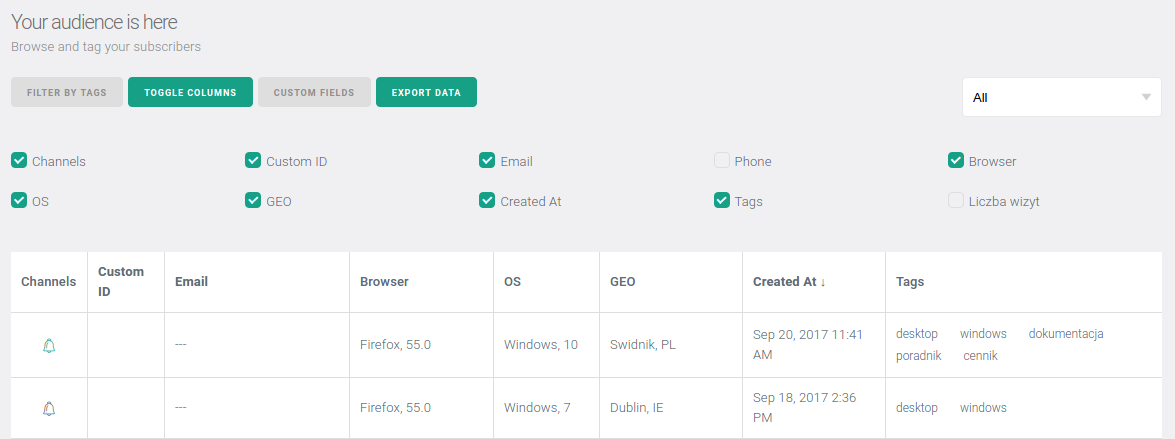 Your audience is here
Browse and tag your subscribers
FILTER BY TAGS TOGGLE COLUMNS CUSTOM FIELDS EXPORT DATA All
Channels Custom ID Email Phone Browser
OS GEO Created At Tags Liczba wizyt
Channels Custom ID Email Browser OS GEO Created At ↓ Tags
--- Firefox, 55.0 Windows, 10 Swidnik, PL Sep 20, 2017 11:41 AM desktop windows dokumentacja
poradnik cennik
--- Firefox, 55.0 Windows, 7 Dublin, IE Sep 18, 2017 2:36 PM desktop windows